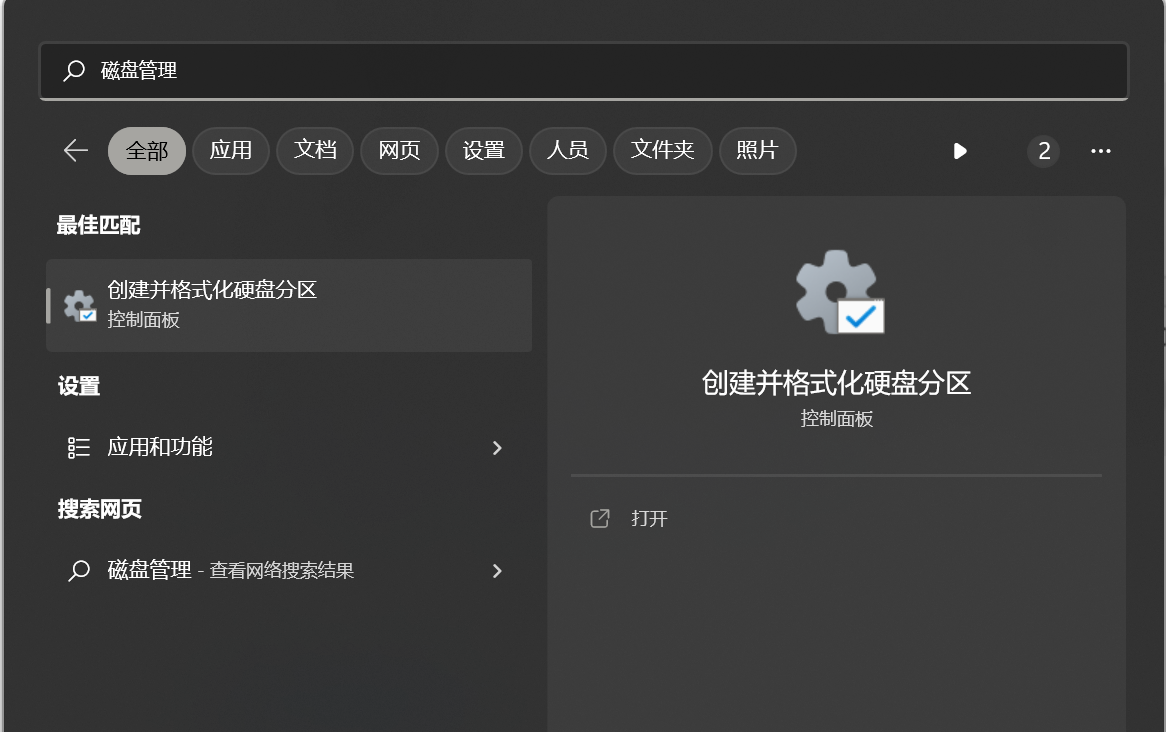 磁盘管理
全部 应用 文档 网页 设置 人员 文件夹 照片 2 ...
最佳匹配
创建并格式化硬盘分区
控制面板
设置
应用和功能
搜索网页
磁盘管理 - 查看网络搜索结果
创建并格式化硬盘分区
控制面板
打开